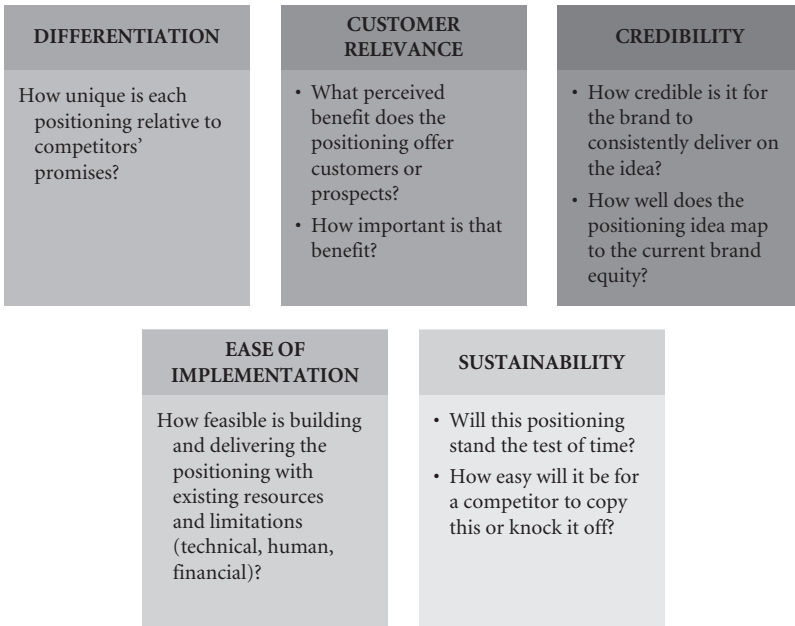 DIFFERENTIATION
How unique is each
positioning relative to
competitors’
promises?
CUSTOMER
RELEVANCE
• What perceived
benefit does the
positioning offer
customers or
prospects?
• How important is that
benefit?
CREDIBILITY
• How credible is it for
the brand to
consistently deliver on
the idea?
• How well does the
positioning idea map
to the current brand
equity?
EASE OF
IMPLEMENTATION
How feasible is building
and delivering the
positioning with
existing resources
and limitations
(technical, human,
financial)?
SUSTAINABILITY
• Will this positioning
stand the test of time?
• How easy will it be for
a competitor to copy
this or knock it off?